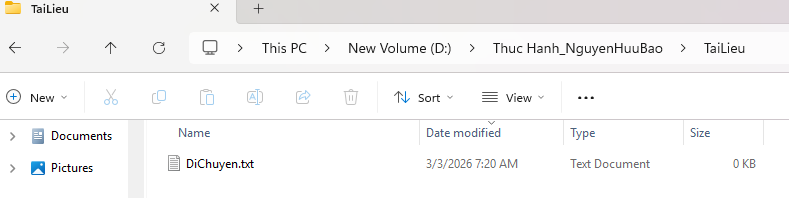 TaiLieu
This PC > New Volume (D:) > Thuc Hanh_NguyenHuuBao > TaiLieu
New Sort View
Name Date modified Type Size
Documents
DiChuyen.txt 3/3/2026 7:20 AM Text Document 0 KB
Pictures